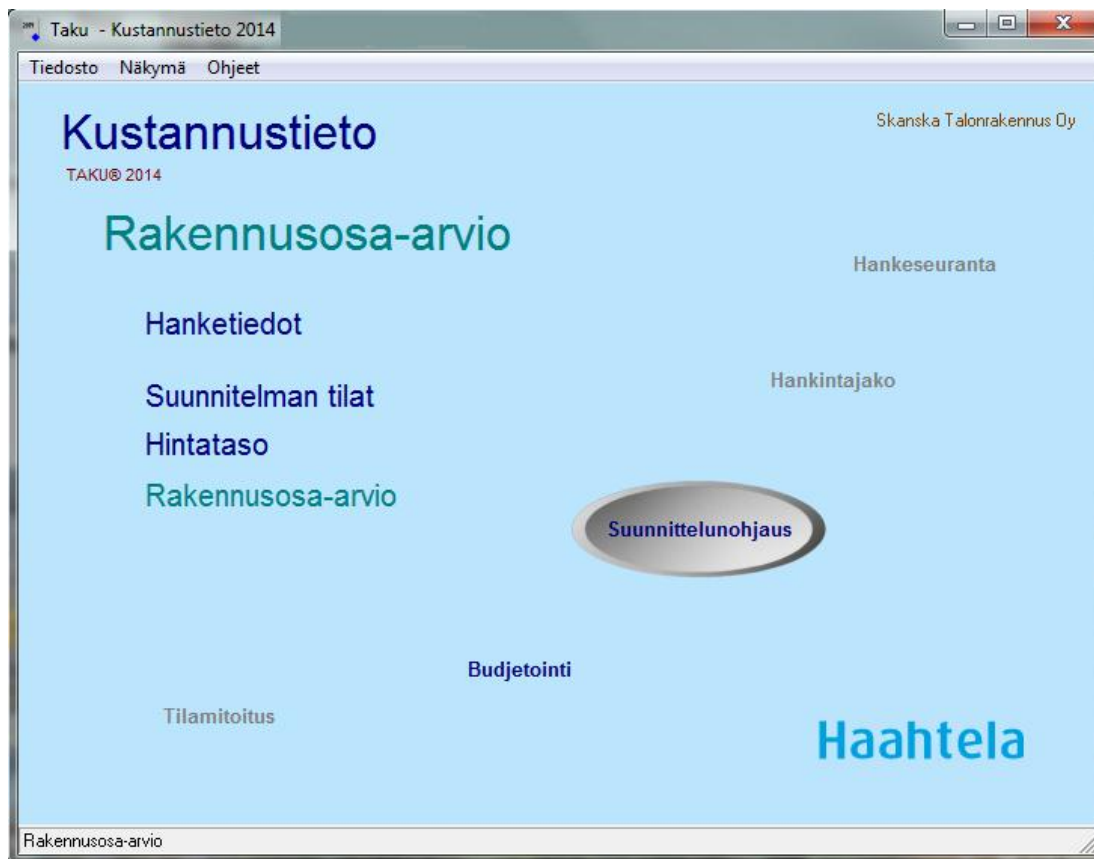 Taku - Kustannustieto 2014
Tiedosto Näkymä Ohjeet
Kustannustieto
Skanska Talonrakennus Oy
TAKU® 2014
Rakennusosa-arvio
Hankeseuranta
Hanketiedot
Hankintajako
Suunnitelman tilat
Hintataso
Rakennusosa-arvio
Suunnittelunohjaus
Budjetointi
Tilamitoitus
Haahtela
Rakennusosa-arvio